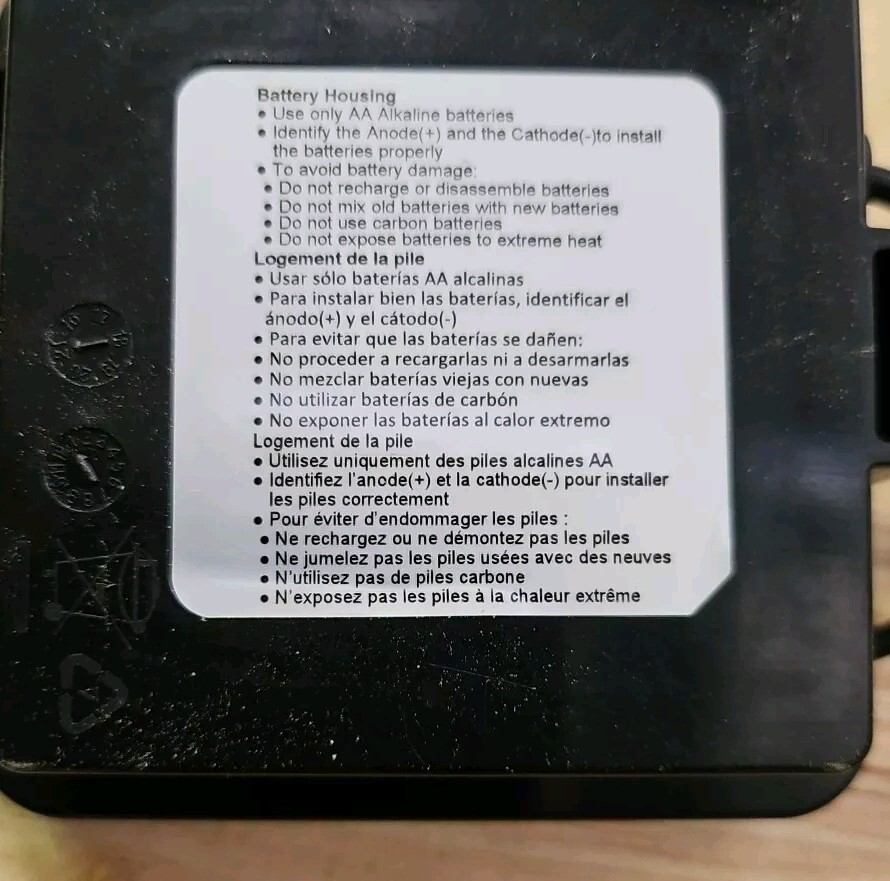 Battery Housing
• Use only AA Alkaline batteries
• Identify the Anode(+) and the Cathode(-)to install
the batteries properly
• To avoid battery damage:
• Do not recharge or disassemble batteries
• Do not mix old batteries with new batteries
• Do not use carbon batteries
• Do not expose batteries to extreme heat
Logement de la pile
• Usar sólo baterías AA alcalinas
• Para instalar bien las baterías, identificar el
ánodo(+) y el cátodo(-)
• Para evitar que las baterías se dañen:
• No proceder a recargarlas ni a desarmarlas
• No mezclar baterías viejas con nuevas
• No utilizar baterías de carbón
• No exponer las baterías al calor extremo
Logement de la pile
• Utilisez uniquement des piles alcalines AA
• Identifiez l'anode(+) et la cathode(-) pour installer
les piles correctement
• Pour éviter d'endommager les piles :
• Ne rechargez ou ne démontez pas les piles
• Ne jumelez pas les piles usées avec des neuves
• N'utilisez pas de piles carbone
• N'exposez pas les piles à la chaleur extrême